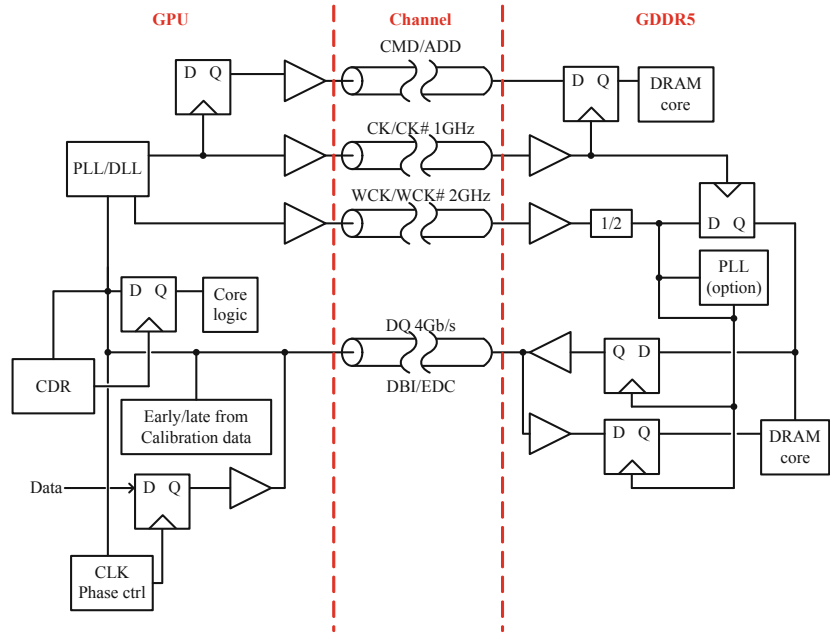 GPU
Channel
GDDR5
CMD/ADD
D Q
D Q
DRAM
core
CK/CK# 1GHz
PLL/DLL
WCK/WCK# 2GHz
1/2
D Q
PLL
(option)
D Q
Core
logic
DQ 4Gb/s
Q D
CDR
DBI/EDC
Early/late from
Calibration data
D Q
DRAM
core
Data
D Q
CLK
Phase ctrl